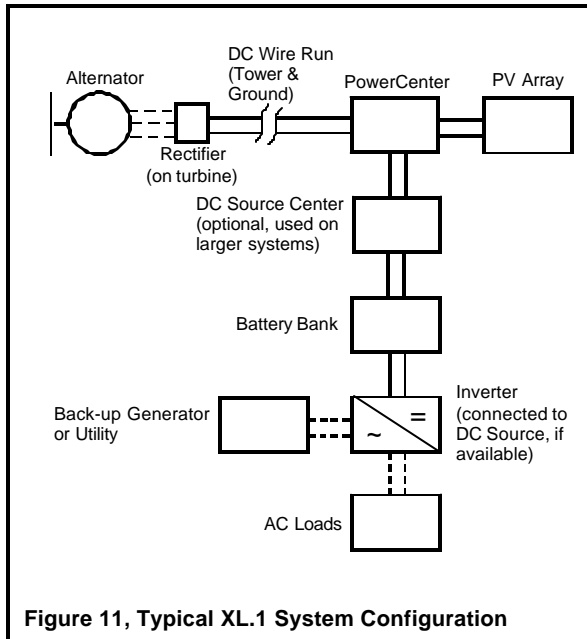 Alternator
DC Wire Run
(Tower &
Ground)
PowerCenter
PV Array
Rectifier
(on turbine)
DC Source Center
(optional, used on
larger systems)
Battery Bank
Back-up Generator
or Utility
=
~
Inverter
(connected to
DC Source, if
available)
AC Loads
Figure 11, Typical XL.1 System Configuration